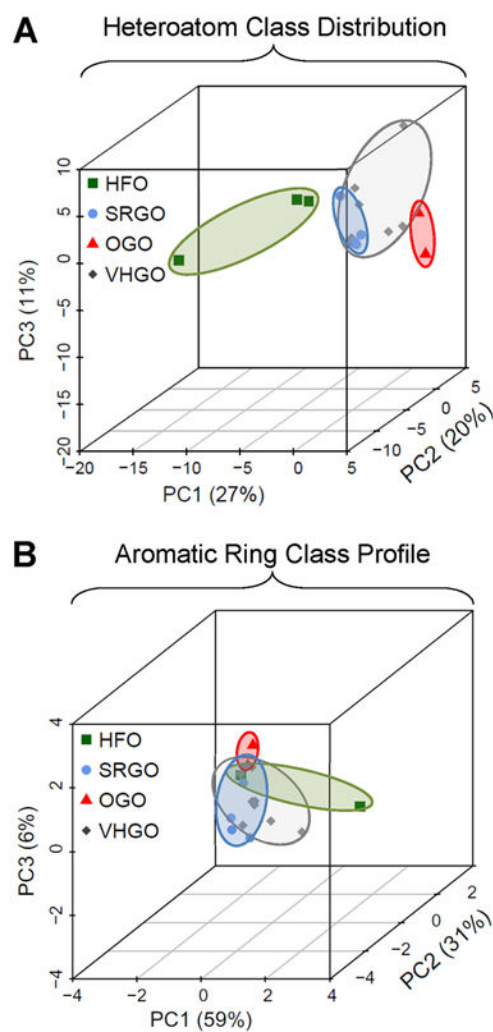 A
Heteroatom Class Distribution
10
5
0
−5
−10
−15
−20
PC3 (11%)
HFO
SRGO
OGO
VHGO
−20
−15
−10
−5
0
5
PC1 (27%)
−10
−5
0
5
PC2 (20%)
B
Aromatic Ring Class Profile
4
2
0
−2
−4
PC3 (6%)
HFO
SRGO
OGO
VHGO
−4
−2
0
2
4
PC1 (59%)
−4
−2
0
2
PC2 (31%)